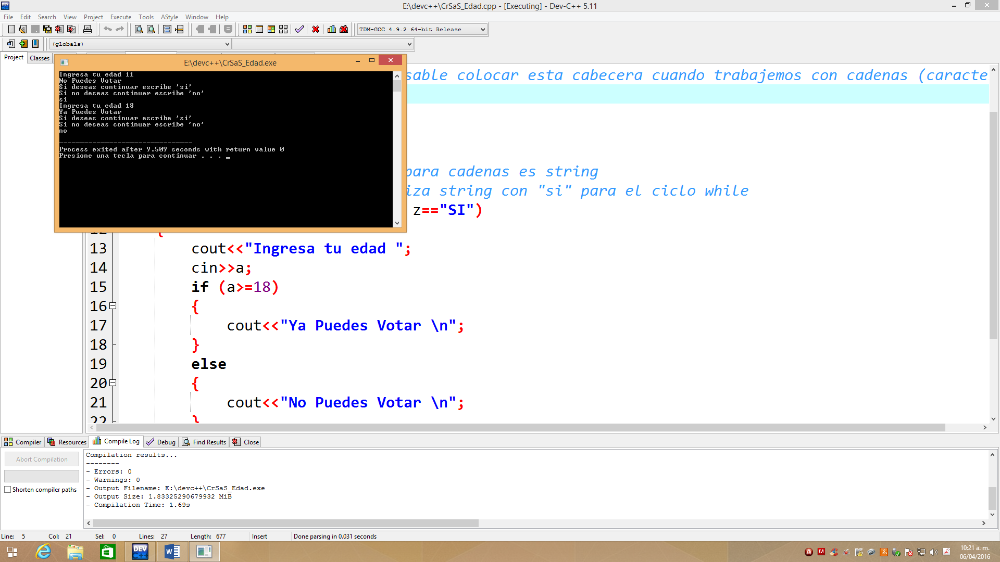 E:\devc++\CrSaS_Edad.cpp - [Executing] - Dev-C++ 5.11
File Edit Search View Project Execute Tools AStyle Window Help
TDM-GCC 4.9.2 64-bit Release
(globals)
Project Classes
E:\devc++\CrSaS_Edad.exe
Ingresa tu edad 11
No Puedes Votar
Si deseas continuar escribe 'si'
Si no deseas continuar escribe 'no'
si
Ingresa tu edad 18
Ya Puedes Votar
Si deseas continuar escribe 'si'
Si no deseas continuar escribe 'no'
no
--------------------------------
Process exited after 9.509 seconds with return value 0
Presione una tecla para continuar . . .
sable colocar esta cabecera cuando trabajemos con cadenas (caracte
para cadenas es string
iza string con "si" para el ciclo while
z=="SI")
12 {
13 cout<<"Ingresa tu edad ";
14 cin>>a;
15 if (a>=18)
16 {
17 cout<<"Ya Puedes Votar \n";
18 }
19 else
20 {
21 cout<<"No Puedes Votar \n";
22 }
Compiler Resources Compile Log Debug Find Results Close
Abort Compilation
Shorten compiler paths
Compilation results...
--------
- Errors: 0
- Warnings: 0
- Output Filename: E:\devc++\CrSaS_Edad.exe
- Output Size: 1.83325290679932 MiB
- Compilation Time: 1.69s
Line: 5 Col: 21 Sel: 0 Lines: 27 Length: 677 Insert Done parsing in 0.031 seconds
DEV C++
10:21 a. m.
06/04/2016